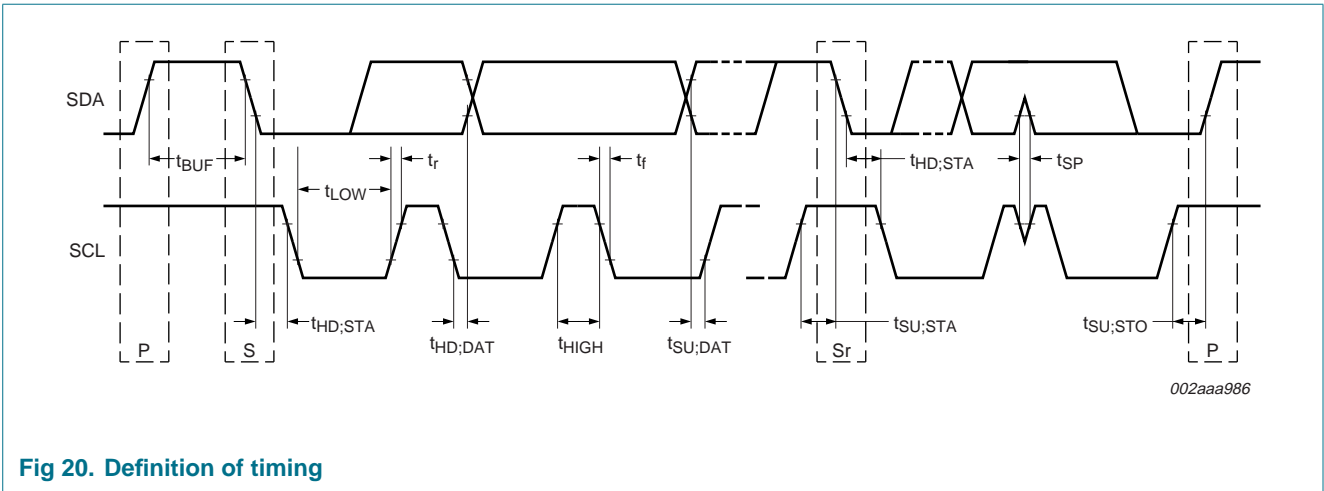 SDA
tBUF
tLOW
tr
tf
tHD;STA
tSP
SCL
tHD;STA
tHD;DAT
tHIGH
tSU;DAT
tSU;STA
tSU;STO
P
S
Sr
P
002aaa986
Fig 20. Definition of timing